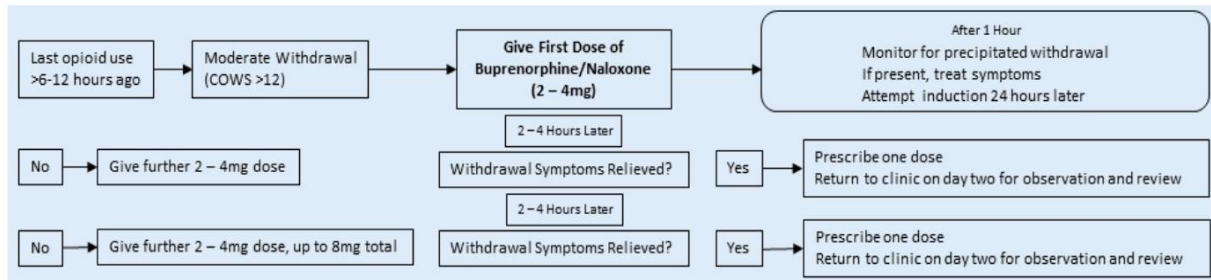 Last opioid use
>6-12 hours ago
Moderate Withdrawal
(COWS >12)
Give First Dose of
Buprenorphine/Naloxone
(2 – 4mg)
After 1 Hour
Monitor for precipitated withdrawal
If present, treat symptoms
Attempt induction 24 hours later
2 – 4 Hours Later
No
Give further 2 – 4mg dose
Withdrawal Symptoms Relieved?
Yes
Prescribe one dose
Return to clinic on day two for observation and review
2 – 4 Hours Later
No
Give further 2 – 4mg dose, up to 8mg total
Withdrawal Symptoms Relieved?
Yes
Prescribe one dose
Return to clinic on day two for observation and review